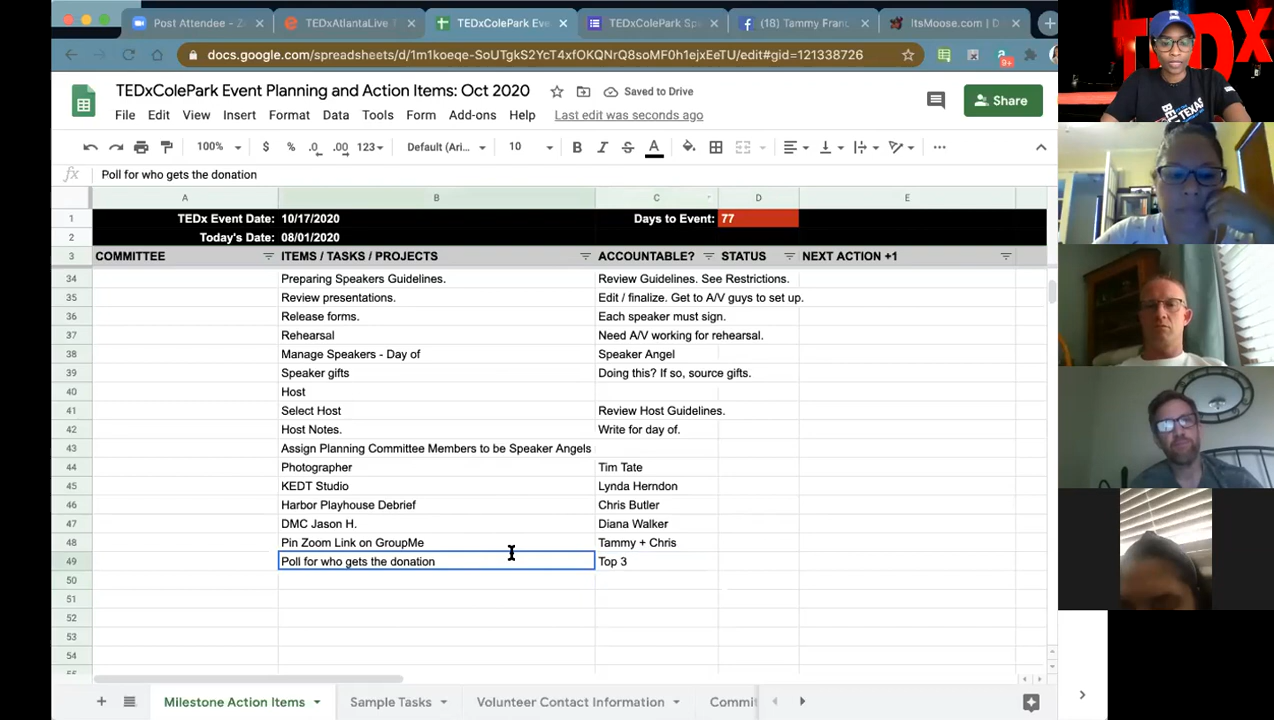 Post Attendee - Z
TEDxAtlantaLive T
TEDxColePark Eve
TEDxColePark Sp
(18) Tammy Franc
ItsMoose.com | D
docs.google.com/spreadsheets/d/1m1koeqe-SoUTgkS2YcT4xfOKQNrQ8soMF0h1ejxEeTU/edit#gid=121338726
9+
TEDxColePark Event Planning and Action Items: Oct 2020
Saved to Drive
Share
File Edit View Insert Format Data Tools Form Add-ons Help Last edit was seconds ago
100% $ % .0 .00 123 Default (Ari... 10 B I S A
fx Poll for who gets the donation
A B C D E
1 TEDx Event Date: 10/17/2020 Days to Event: 77
2 Today's Date: 08/01/2020
3 COMMITTEE ITEMS / TASKS / PROJECTS ACCOUNTABLE? STATUS NEXT ACTION +1
34 Preparing Speakers Guidelines. Review Guidelines. See Restrictions.
35 Review presentations. Edit / finalize. Get to A/V guys to set up.
36 Release forms. Each speaker must sign.
37 Rehearsal Need A/V working for rehearsal.
38 Manage Speakers - Day of Speaker Angel
39 Speaker gifts Doing this? If so, source gifts.
40 Host
41 Select Host Review Host Guidelines.
42 Host Notes. Write for day of.
43 Assign Planning Committee Members to be Speaker Angels
44 Photographer Tim Tate
45 KEDT Studio Lynda Herndon
46 Harbor Playhouse Debrief Chris Butler
47 DMC Jason H. Diana Walker
48 Pin Zoom Link on GroupMe Tammy + Chris
49 Poll for who gets the donation Top 3
50
51
52
53
54
Milestone Action Items Sample Tasks Volunteer Contact Information Commit
TEDx
TEXAS